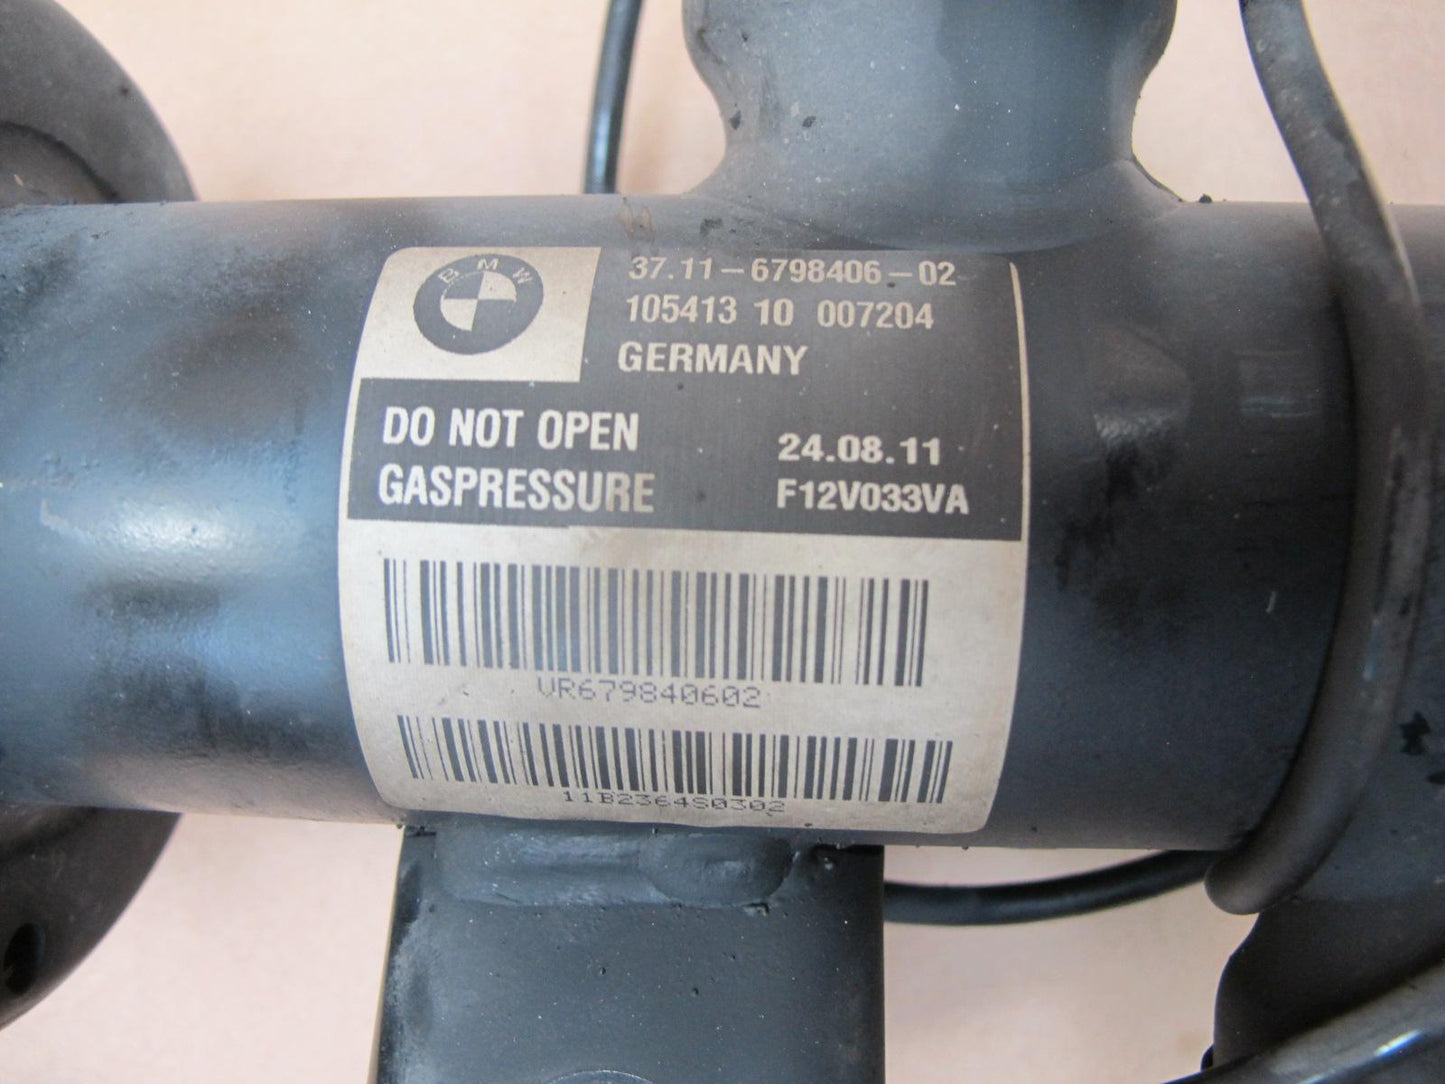 BMW
37.11-6798406-02
105413 10 007204
GERMANY
DO NOT OPEN
GASPRESSURE
24.08.11
F12V033VA
VR679840602
11B2364S0302